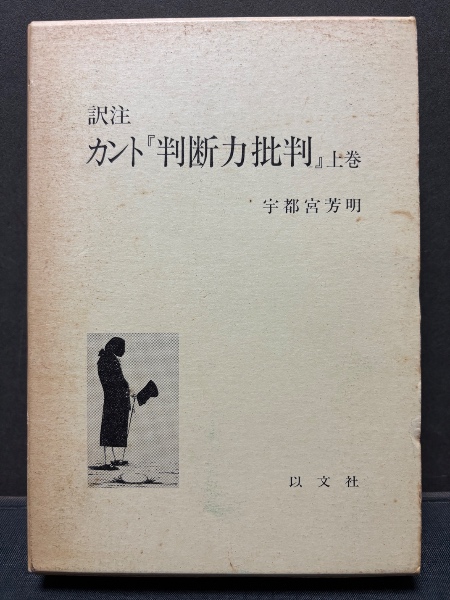 訳注
カント『判断力批判』上巻
宇都宮芳明
以文社